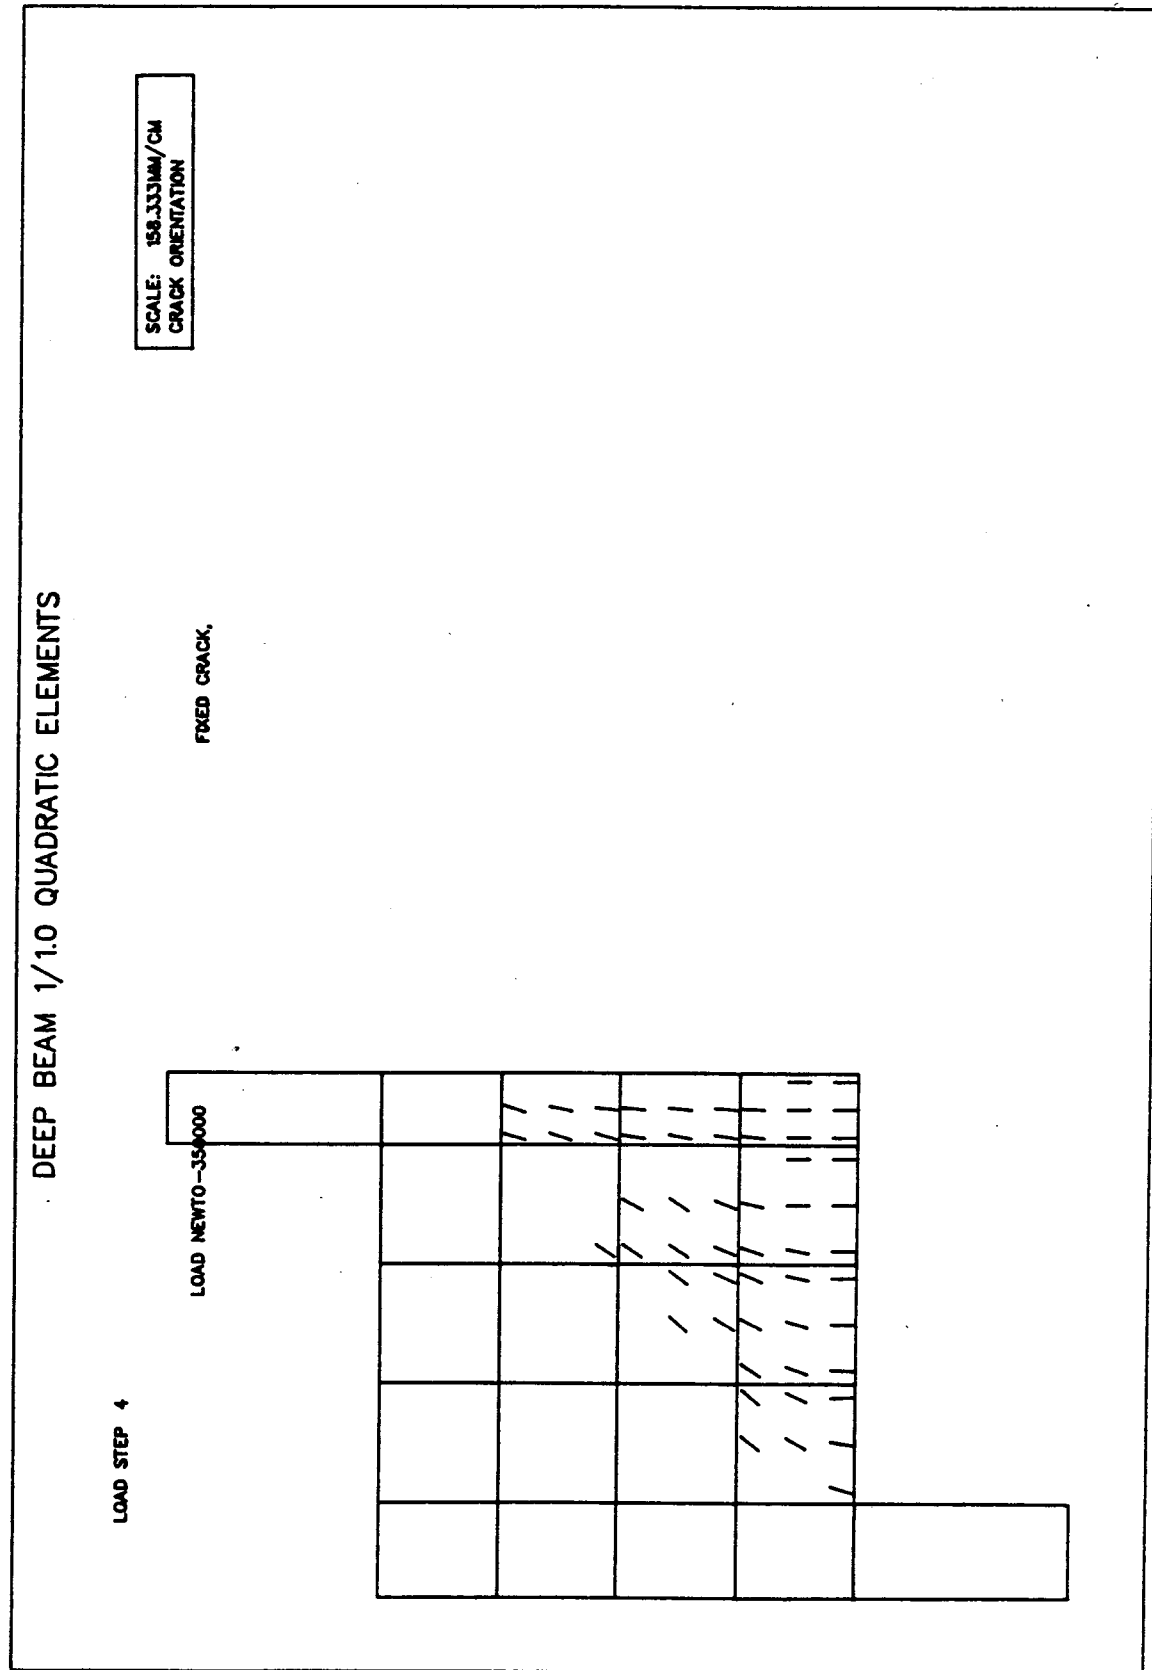 DEEP BEAM 1/1.0 QUADRATIC ELEMENTS
LOAD STEP 4
SCALE: 158.333MM/CM
CRACK ORIENTATION
LOAD NEWTO-350000
FIXED CRACK,